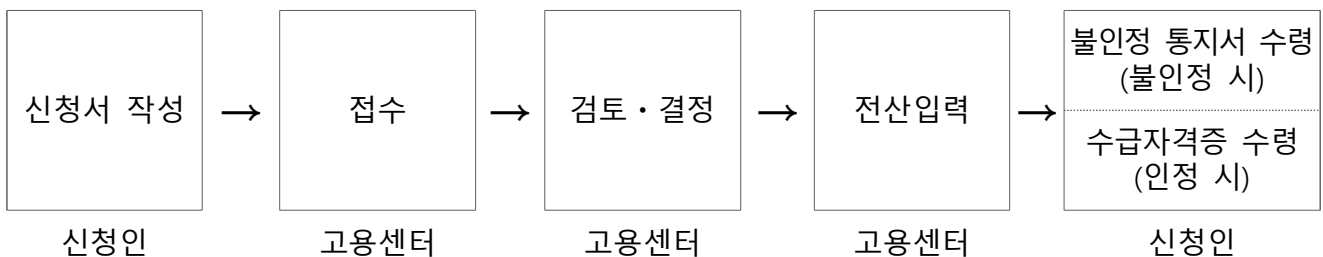 신청서 작성
→
접수
→
검토・결정
→
전산입력
→
불인정 통지서 수령
(불인정 시)
수급자격증 수령
(인정 시)
신청인
고용센터
고용센터
고용센터
신청인